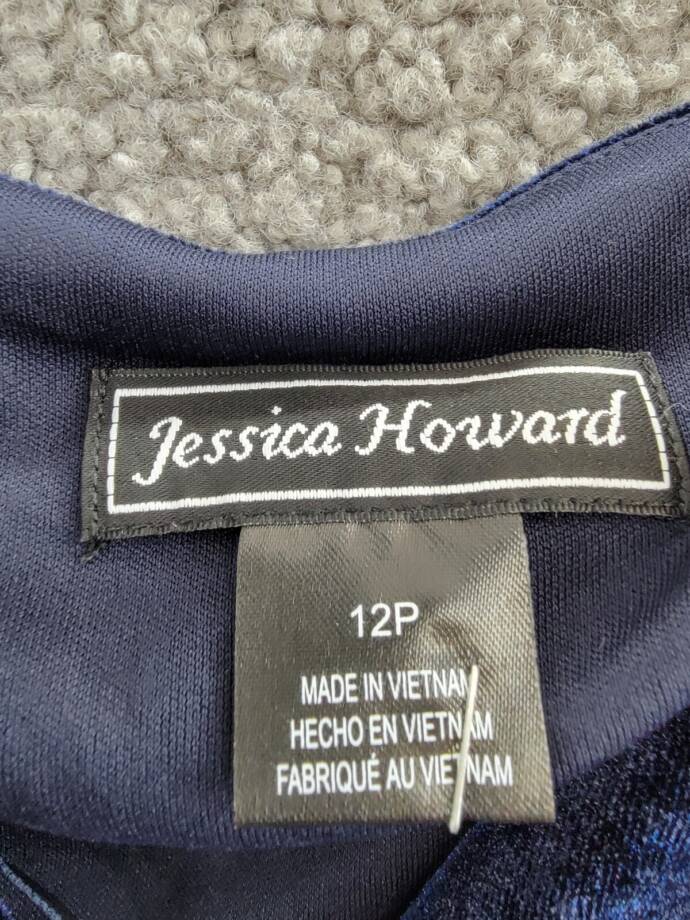 Jessica Howard
12P
MADE IN VIETNAM
HECHO EN VIETNAM
FABRIQUÉ AU VIETNAM